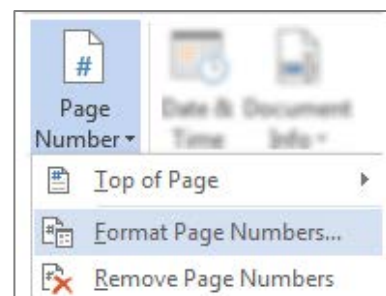 #
Page
Number
Date & Document
Time Info
Top of Page
Format Page Numbers...
Remove Page Numbers